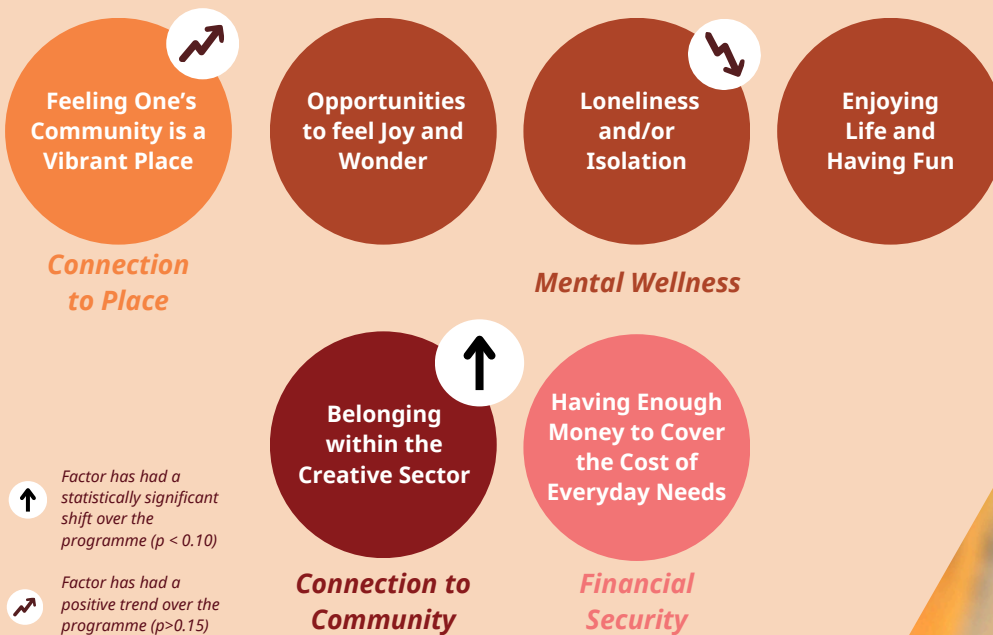 Feeling One's
Community is a
Vibrant Place
Opportunities
to feel Joy and
Wonder
Loneliness
and/or
Isolation
Enjoying
Life and
Having Fun
Connection
to Place
Mental Wellness
Belonging
within the
Creative Sector
Having Enough
Money to Cover
the Cost of
Everyday Needs
Factor has had a
statistically significant
shift over the
programme (p < 0.10)
Factor has had a
positive trend over the
programme (p>0.15)
Connection to
Community
Financial
Security